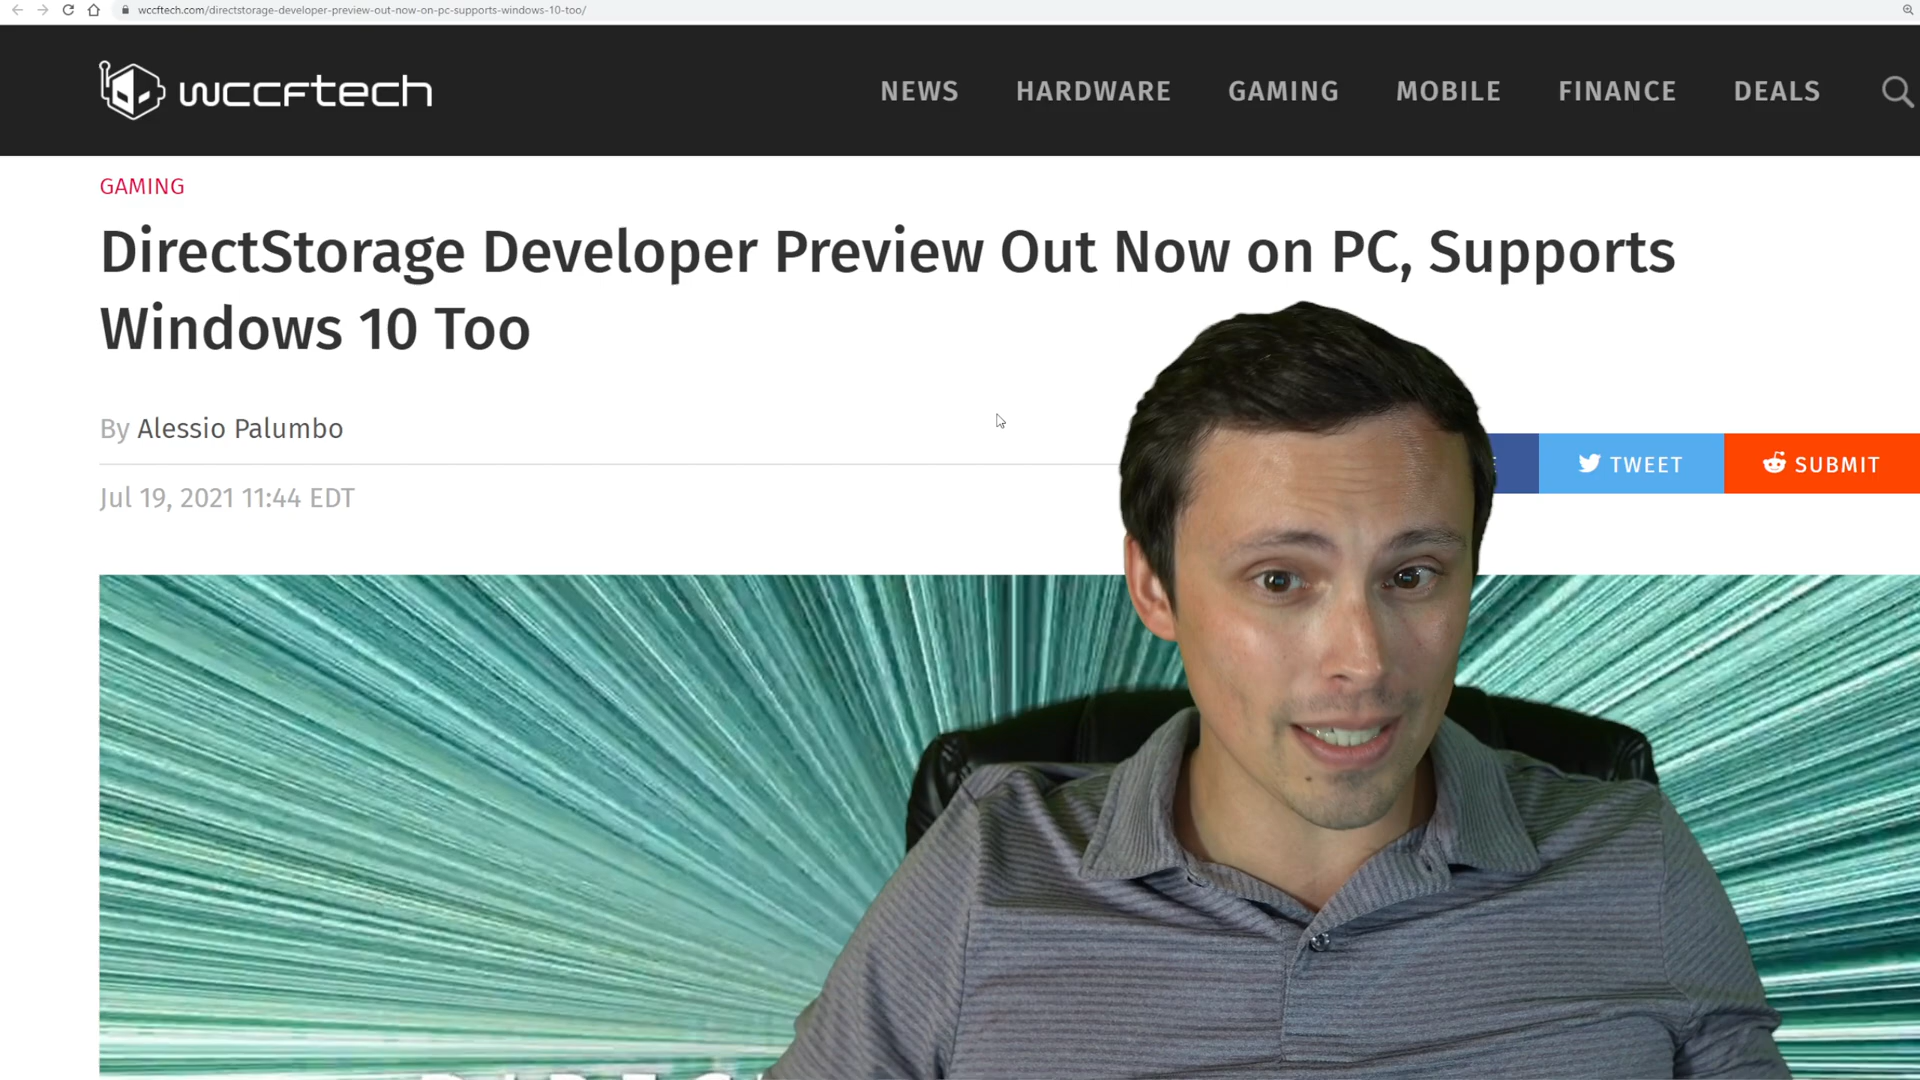 wccftech.com/directstorage-developer-preview-out-now-on-pc-supports-windows-10-too/
wccftech
NEWS HARDWARE GAMING MOBILE FINANCE DEALS
GAMING
DirectStorage Developer Preview Out Now on PC, Supports
Windows 10 Too
By Alessio Palumbo
TWEET SUBMIT
Jul 19, 2021 11:44 EDT